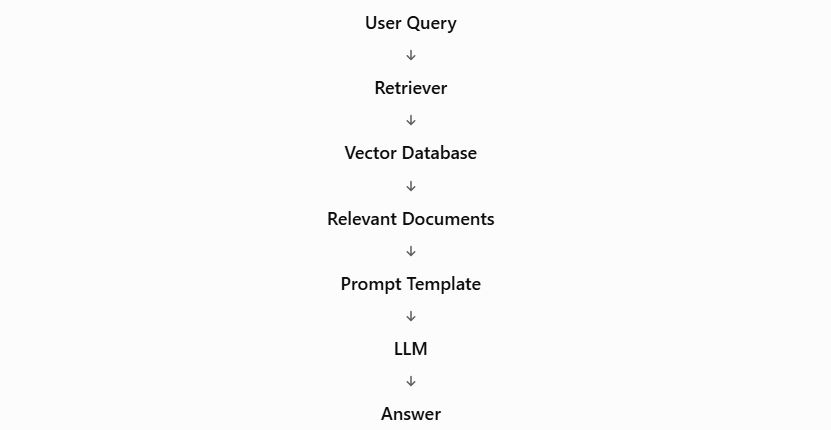 User Query
↓
Retriever
↓
Vector Database
↓
Relevant Documents
↓
Prompt Template
↓
LLM
↓
Answer